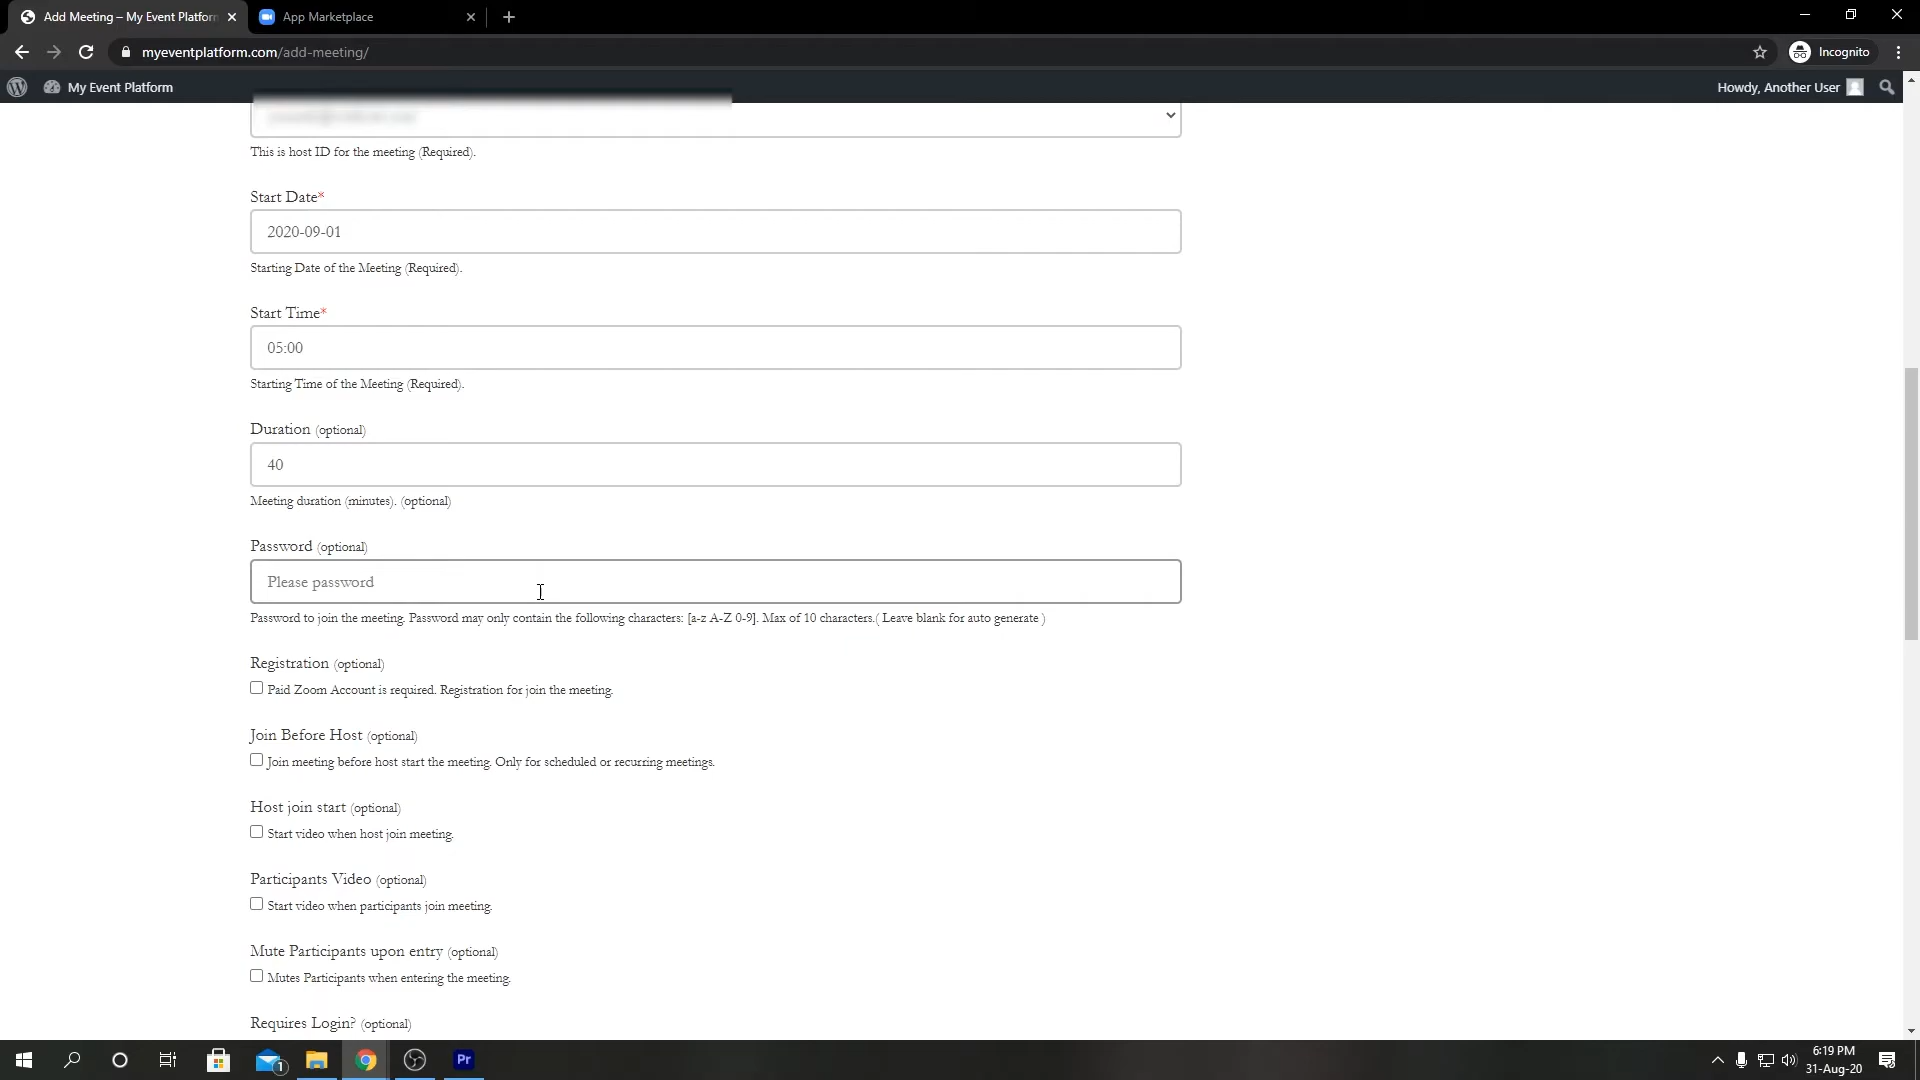 Add Meeting – My Event Platforn
App Marketplace
myeventplatform.com/add-meeting/
Incognito
My Event Platform
Howdy, Another User
This is host ID for the meeting (Required).
Start Date*
2020-09-01
Starting Date of the Meeting (Required).
Start Time*
05:00
Starting Time of the Meeting (Required).
Duration (optional)
40
Meeting duration (minutes). (optional)
Password (optional)
Please password
Password to join the meeting. Password may only contain the following characters: [a-z A-Z 0-9]. Max of 10 characters.( Leave blank for auto generate )
Registration (optional)
Paid Zoom Account is required. Registration for join the meeting.
Join Before Host (optional)
Join meeting before host start the meeting. Only for scheduled or recurring meetings.
Host join start (optional)
Start video when host join meeting.
Participants Video (optional)
Start video when participants join meeting.
Mute Participants upon entry (optional)
Mutes Participants when entering the meeting.
Requires Login? (optional)
1
Pr
6:19 PM
31-Aug-20